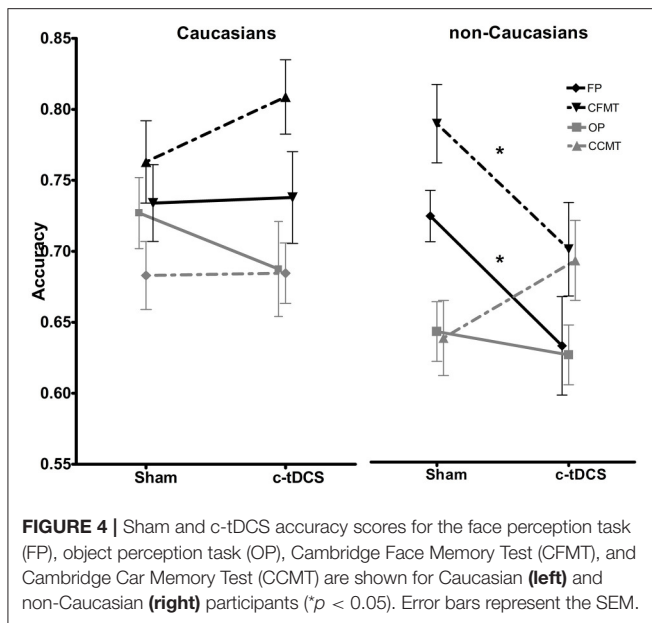 Caucasians
non-Caucasians
0.85
0.80
0.75
0.70
0.65
0.60
0.55
Accuracy
FP
CFMT
OP
CCMT
*
*
Sham
c-tDCS
Sham
c-tDCS
FIGURE 4 | Sham and c-tDCS accuracy scores for the face perception task
(FP), object perception task (OP), Cambridge Face Memory Test (CFMT), and
Cambridge Car Memory Test (CCMT) are shown for Caucasian (left) and
non-Caucasian (right) participants (*p < 0.05). Error bars represent the SEM.